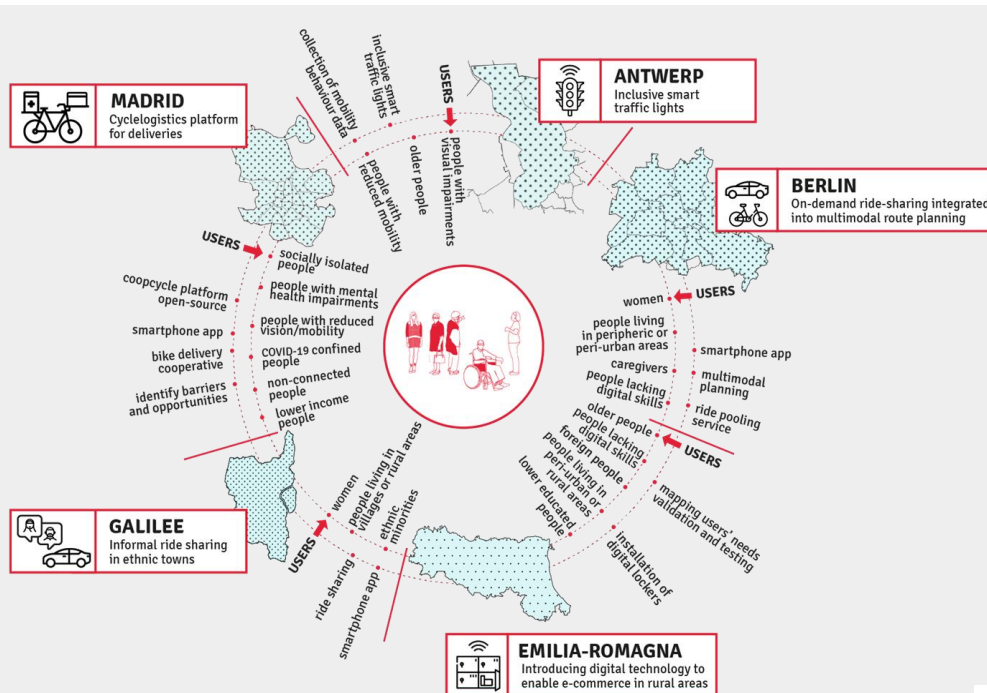 MADRID
Cyclelogistics platform
for deliveries
collection of mobility
behaviour data
inclusive smart
traffic lights
USERS
people with
visual impairments
older people
people with
reduced mobility
ANTWERP
Inclusive smart
traffic lights
BERLIN
On-demand ride-sharing integrated
into multimodal route planning
USERS
women
people living
in peripheric or
peri-urban areas
caregivers
people lacking
digital skills
smartphone app
multimodal
planning
ride pooling
service
USERS
older people
people lacking
digital skills
foreign people
people living in
peri-urban or
rural areas
lower educated
people
mapping users' needs
validation and testing
installation of
digital lockers
EMILIA-ROMAGNA
Introducing digital technology to
enable e-commerce in rural areas
USERS
women
people living in
villages or rural areas
ethnic
minorities
ride sharing
smartphone app
GALILEE
Informal ride sharing
in ethnic towns
USERS
socially isolated
people
people with mental
health impairments
people with reduced
vision/mobility
COVID-19 confined
people
non-connected
people
lower income
people
coopcycle platform
open-source
smartphone app
bike delivery
cooperative
identify barriers
and opportunities